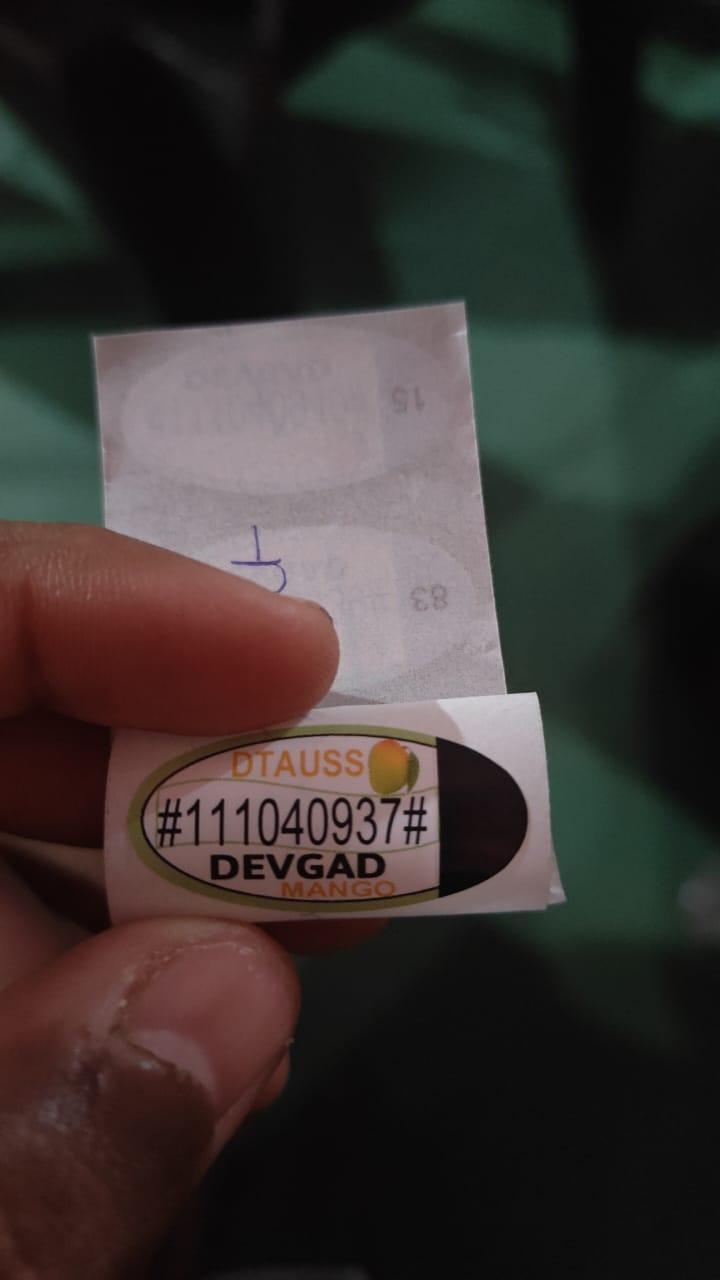 15
83
DTAUSS
#111040937#
DEVGAD
MANGO